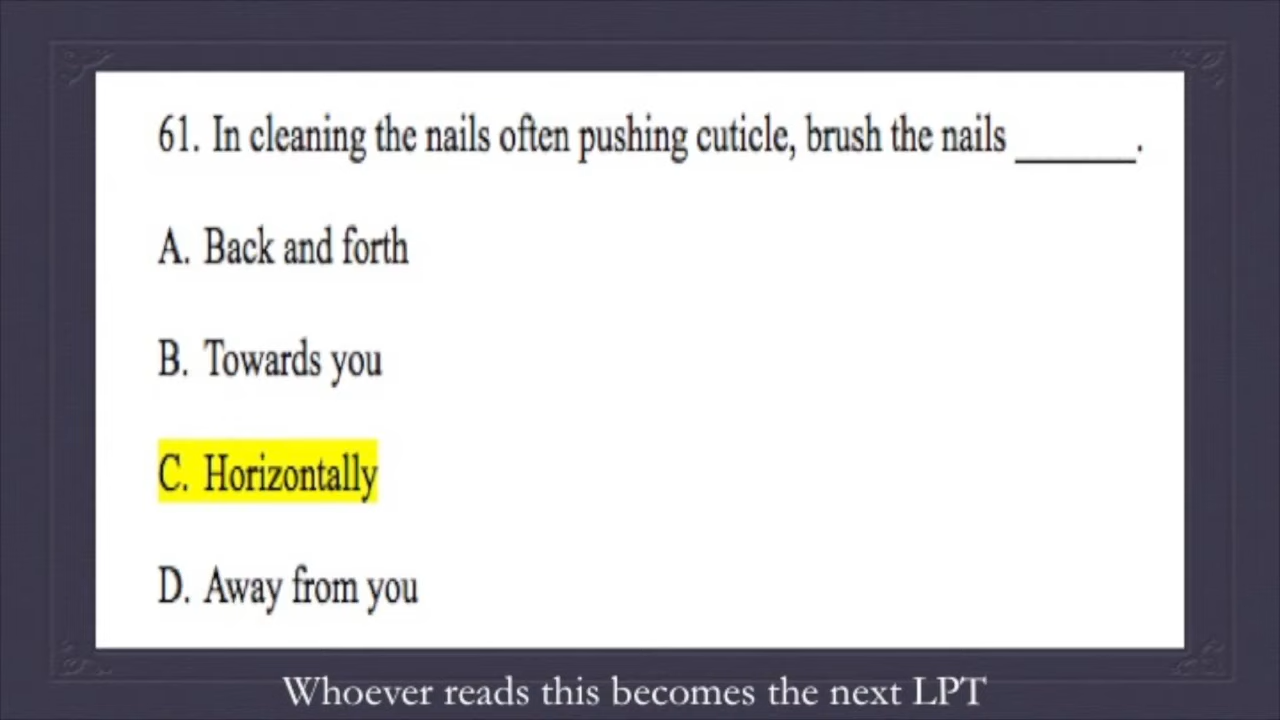 61. In cleaning the nails often pushing cuticle, brush the nails ______.
A. Back and forth
B. Towards you
C. Horizontally
D. Away from you
Whoever reads this becomes the next LPT